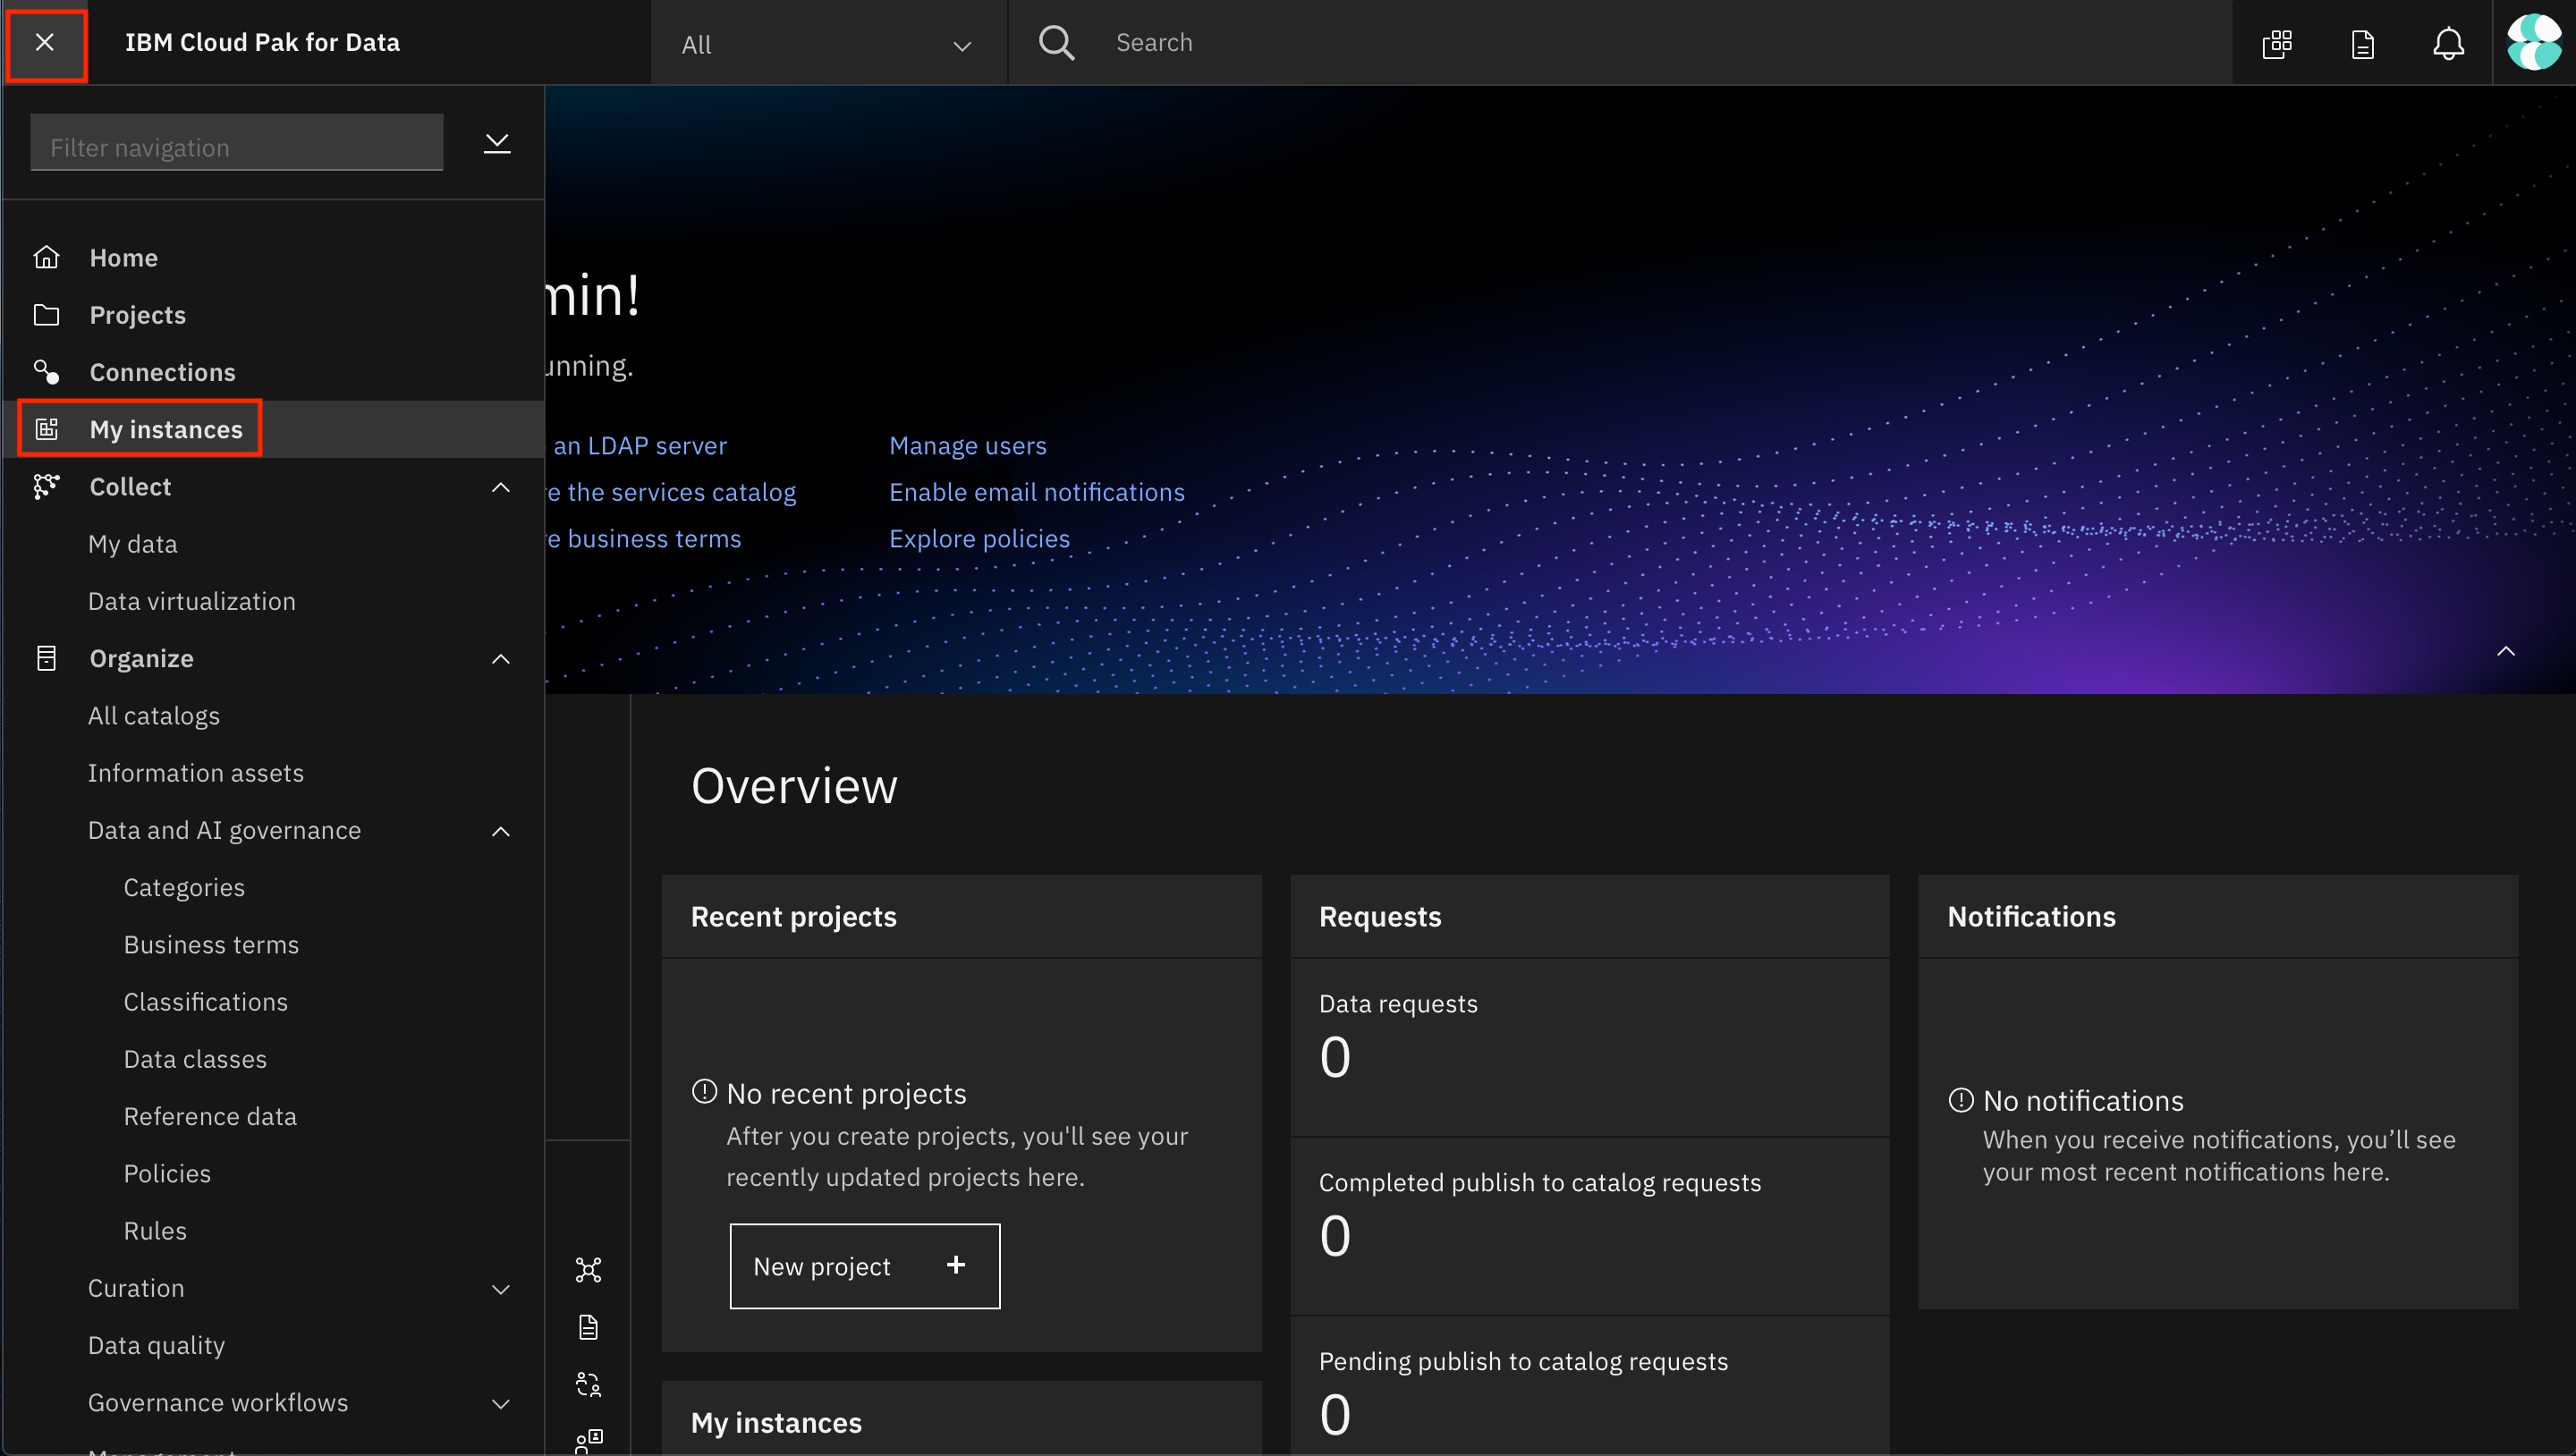 IBM Cloud Pak for Data
All
Search
Filter navigation
Home
Projects
Connections
My instances
Collect
My data
Data virtualization
Organize
All catalogs
Information assets
Data and AI governance
Categories
Business terms
Classifications
Data classes
Reference data
Policies
Rules
Curation
Data quality
Governance workflows
min!
unning.
an LDAP server
Manage users
re the services catalog
Enable email notifications
re business terms
Explore policies
Overview
Recent projects
No recent projects
After you create projects, you'll see your
recently updated projects here.
New project +
My instances
Requests
Data requests
0
Completed publish to catalog requests
0
Pending publish to catalog requests
0
Notifications
No notifications
When you receive notifications, you’ll see
your most recent notifications here.